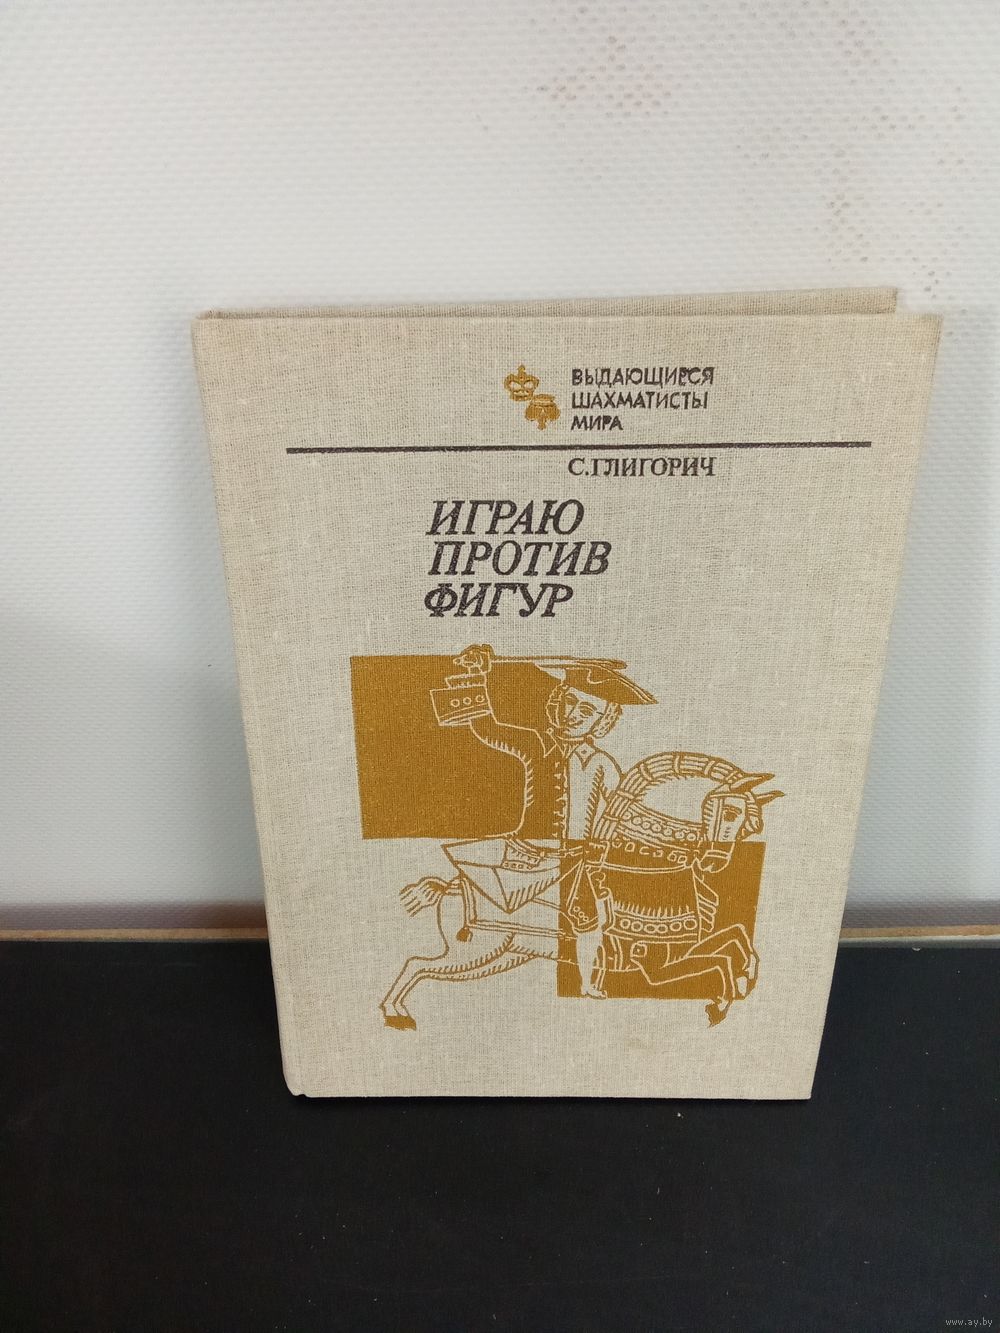 ВЫДАЮЩИЕСЯ
ШАХМАТИСТЫ
МИРА
С.ГЛИГОРИЧ
ИГРАЮ
ПРОТИВ
ФИГУР
www.ay.by